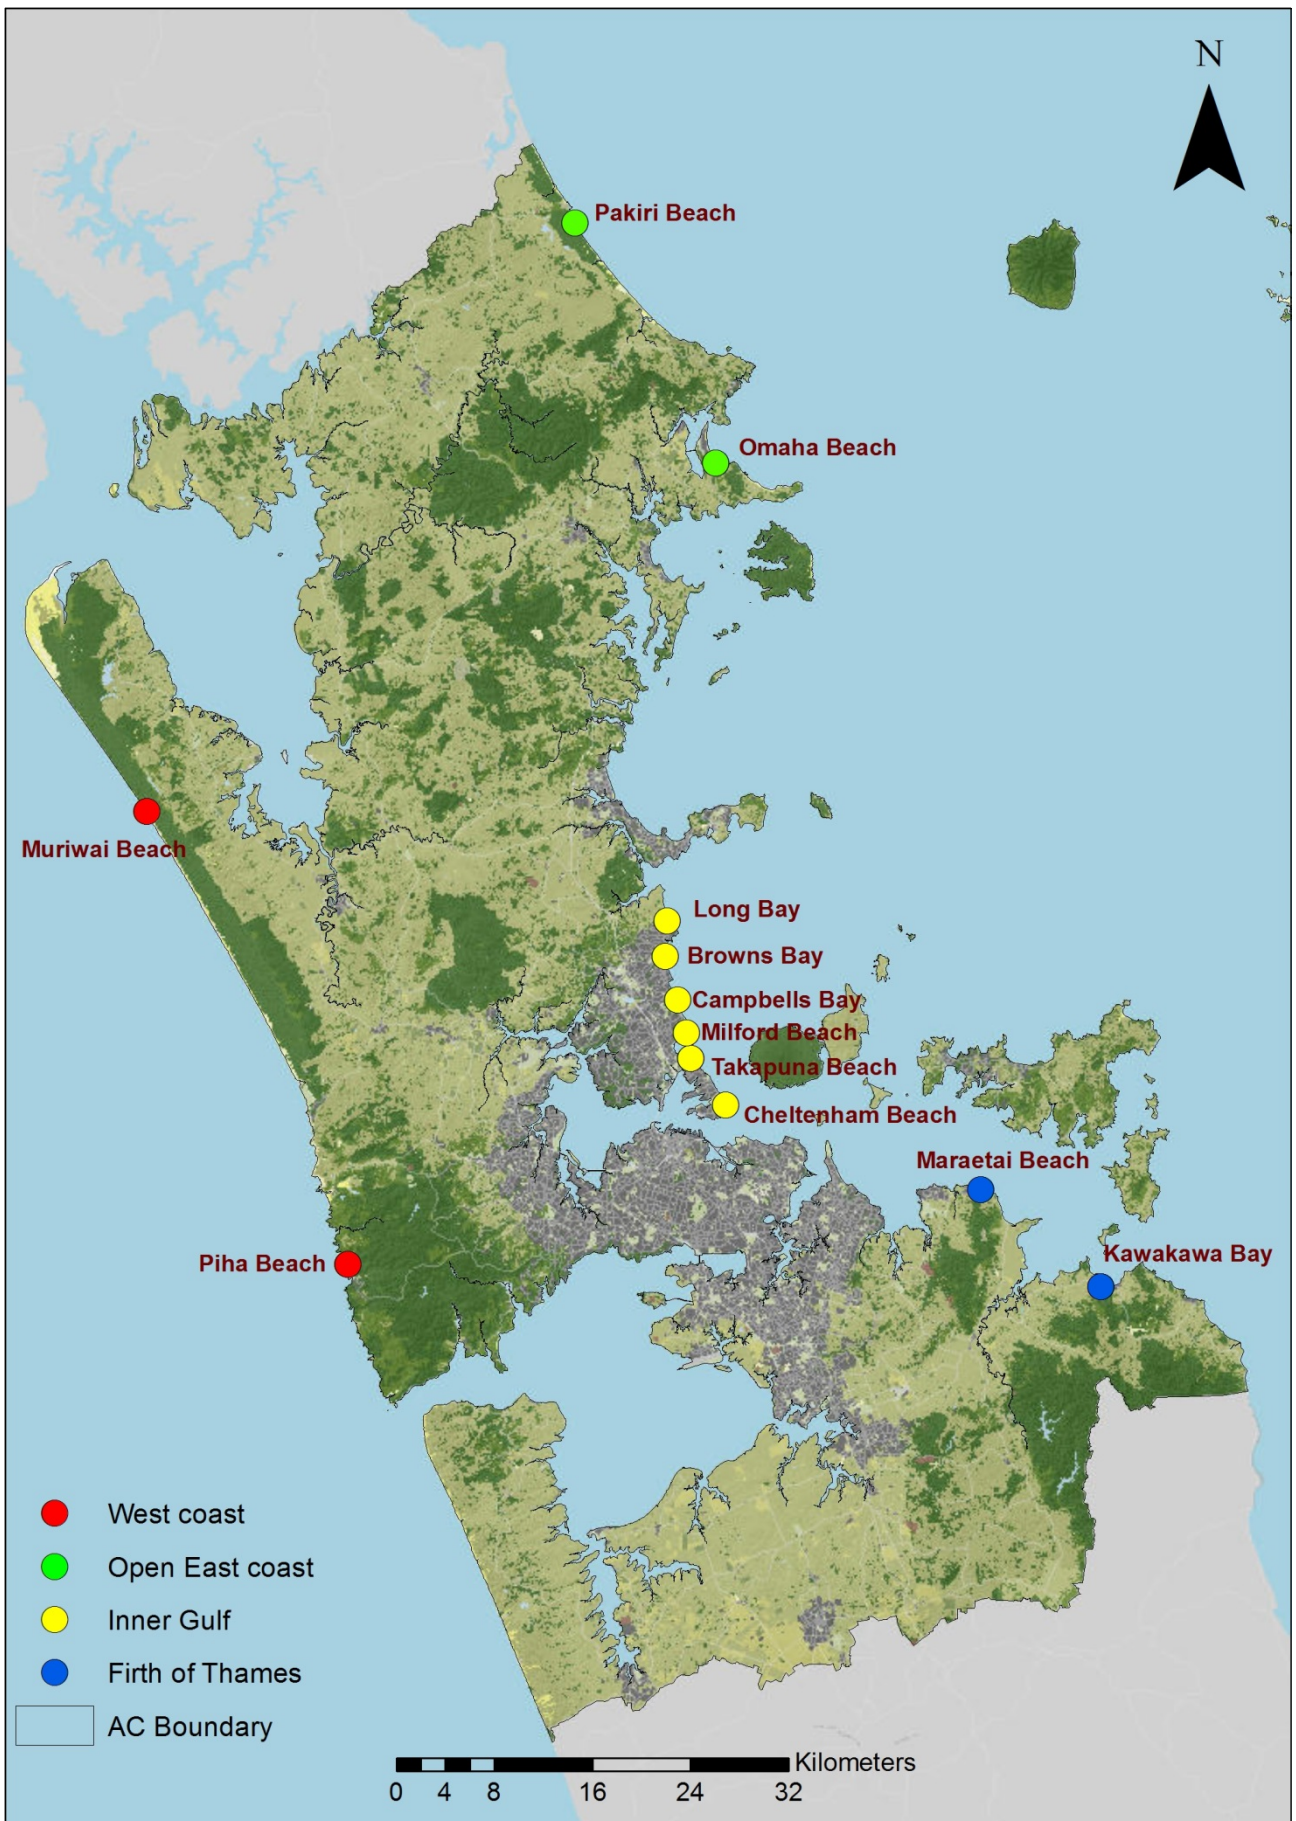 N
Pakiri Beach
Omaha Beach
Muriwai Beach
Long Bay
Browns Bay
Campbells Bay
Milford Beach
Takapuna Beach
Cheltenham Beach
Maraetai Beach
Kawakawa Bay
Piha Beach
West coast
Open East coast
Inner Gulf
Firth of Thames
AC Boundary
Kilometers
0 4 8 16 24 32